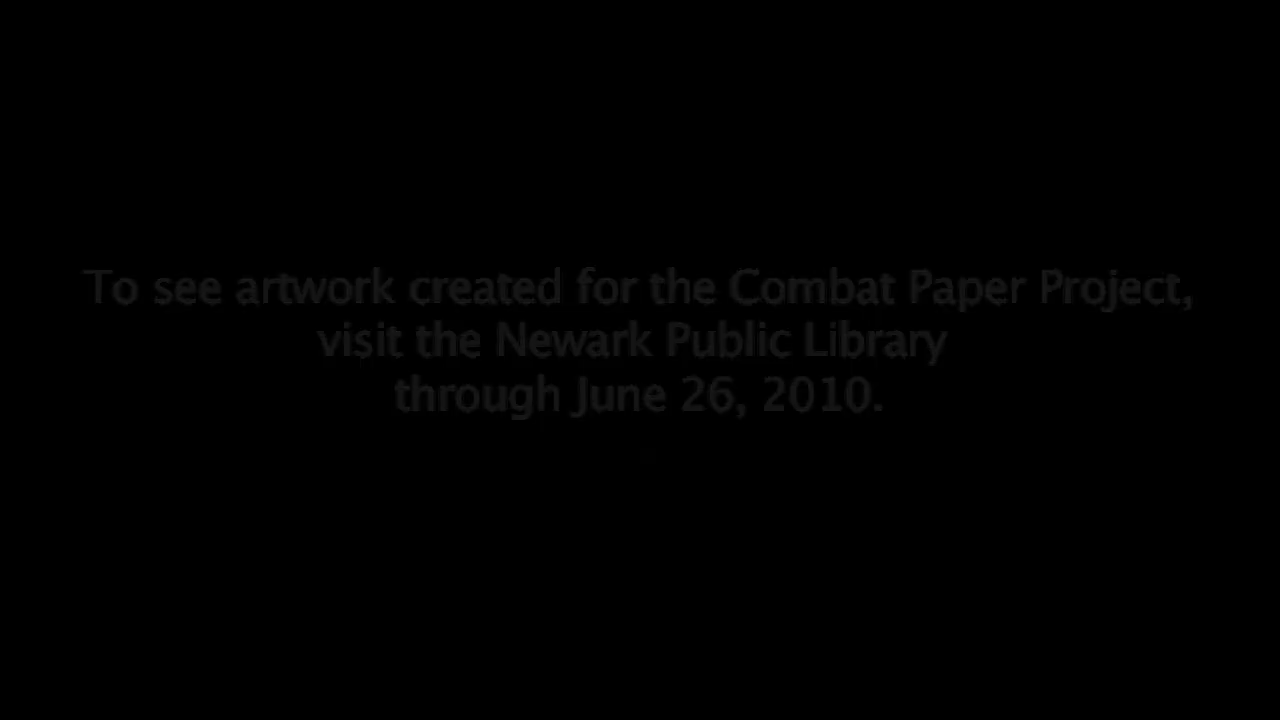 To see artwork created for the Combat Paper Project,
visit the Newark Public Library
through June 26, 2010.